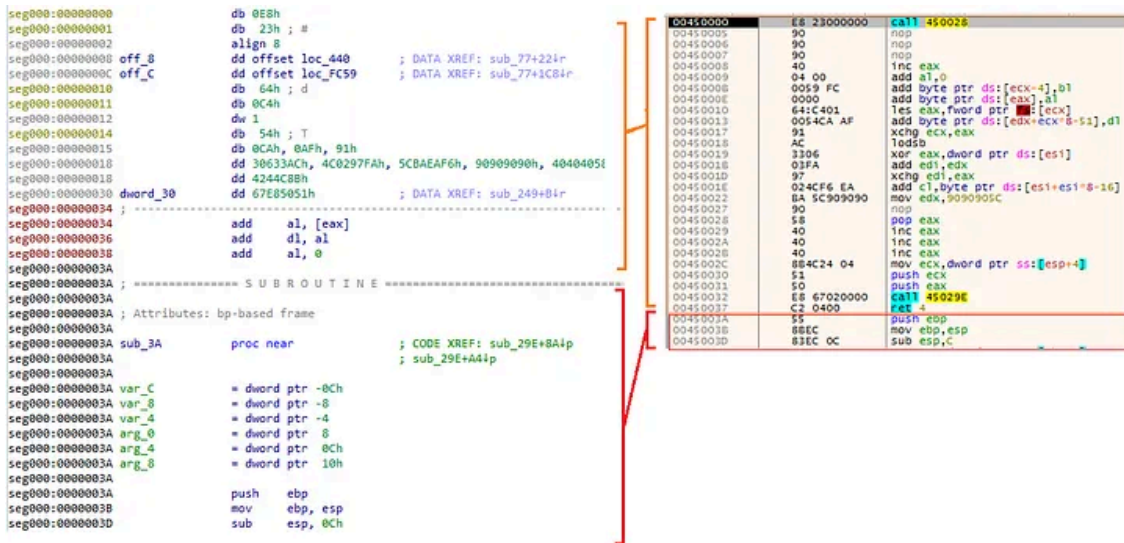 seg000:00000000 db 0E8h
seg000:00000001 db 23h ; #
seg000:00000002 align 8
seg000:00000008 off_8 dd offset loc_440 ; DATA XREF: sub_77+22↓r
seg000:0000000C off_C dd offset loc_FC59 ; DATA XREF: sub_77+1C8↓r
seg000:00000010 db 64h ; d
seg000:00000011 db 0C4h
seg000:00000012 dw 1
seg000:00000014 db 54h ; T
seg000:00000015 db 0CAh, 0AFh, 91h
seg000:00000018 dd 30633ACh, 4C0297FAh, 5CBAEAF6h, 90909090h, 40404058
seg000:00000018 dd 4244C8Bh
seg000:00000030 dword_30 dd 67E85051h ; DATA XREF: sub_249+8↓r
seg000:00000034 ; ---------------------------------------------------------------------------
seg000:00000034 add al, [eax]
seg000:00000036 add dl, al
seg000:00000038 add al, 0
seg000:0000003A
seg000:0000003A ; =============== S U B R O U T I N E =======================================
seg000:0000003A
seg000:0000003A ; Attributes: bp-based frame
seg000:0000003A
seg000:0000003A sub_3A proc near ; CODE XREF: sub_29E+8A↓p
seg000:0000003A ; sub_29E+A4↓p
seg000:0000003A
seg000:0000003A var_C = dword ptr -0Ch
seg000:0000003A var_8 = dword ptr -8
seg000:0000003A var_4 = dword ptr -4
seg000:0000003A arg_0 = dword ptr 8
seg000:0000003A arg_4 = dword ptr 0Ch
seg000:0000003A arg_8 = dword ptr 10h
seg000:0000003A
seg000:0000003A push ebp
seg000:0000003B mov ebp, esp
seg000:0000003D sub esp, 0Ch
00450000 E8 23000000 call 450028
00450005 90 nop
00450006 90 nop
00450007 90 nop
00450008 40 inc eax
00450009 04 00 add al,0
0045000B 0059 FC add byte ptr ds:[ecx-4],bl
0045000E 0000 add byte ptr ds:[eax],al
00450010 64:C401 les eax,fword ptr fs:[ecx]
00450013 0054CA AF add byte ptr ds:[edx+ecx*8-51],dl
00450017 91 xchg ecx,eax
00450018 AC lodsb
00450019 3306 xor eax,dword ptr ds:[esi]
0045001B 03FA add edi,edx
0045001D 97 xchg edi,eax
0045001E 024CF6 EA add cl,byte ptr ds:[esi+esi*8-16]
00450022 BA 5C909090 mov edx,9090905C
00450027 90 nop
00450028 58 pop eax
00450029 40 inc eax
0045002A 40 inc eax
0045002B 40 inc eax
0045002C 8B4C24 04 mov ecx,dword ptr ss:[esp+4]
00450030 51 push ecx
00450031 50 push eax
00450032 E8 67020000 call 45029E
00450037 C2 0400 ret 4
0045003A 55 push ebp
0045003B 8BEC mov ebp,esp
0045003D 83EC 0C sub esp,C